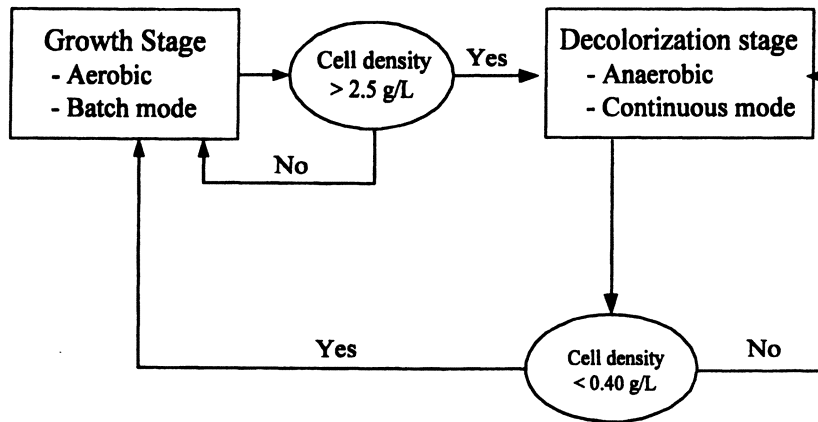 Growth Stage
- Aerobic
- Batch mode
Cell density
> 2.5 g/L
Yes
Decolorization stage
- Anaerobic
- Continuous mode
No
Yes
Cell density
< 0.40 g/L
No